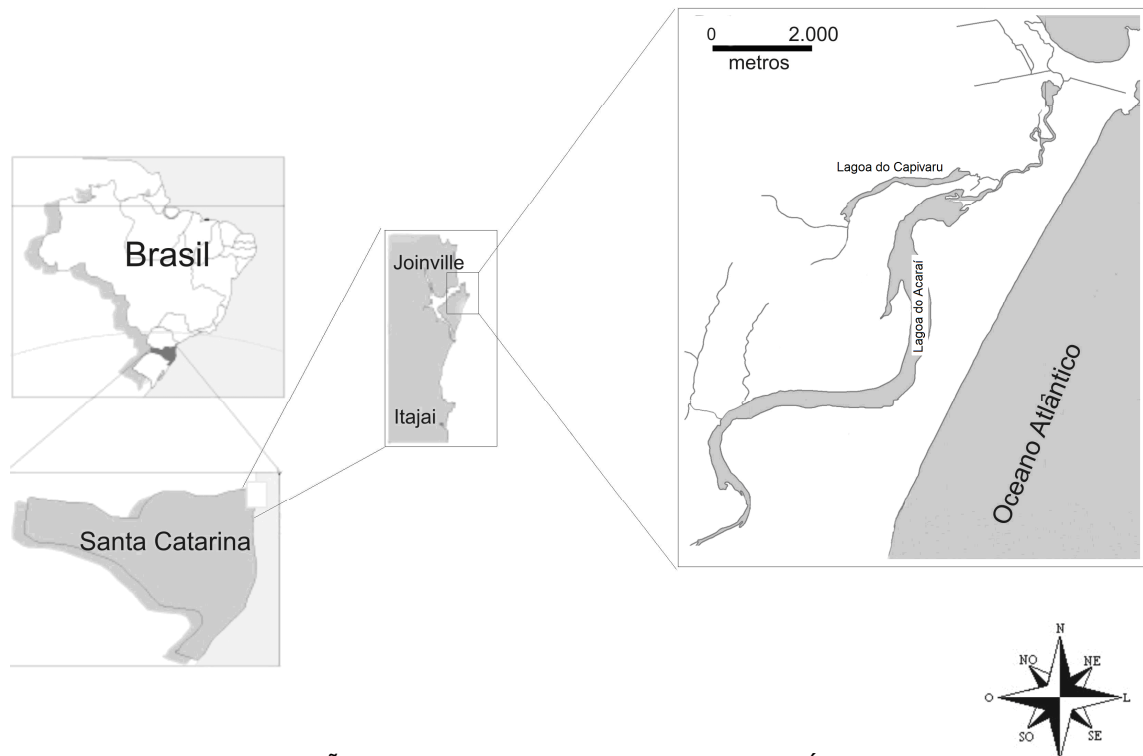 0 2.000
metros
Lagoa do Capivaru
Brasil
Joinville
Lagoa do Acaraí
Itajai
Oceano Atlântico
Santa Catarina
N
NO NE
O L
SO SE